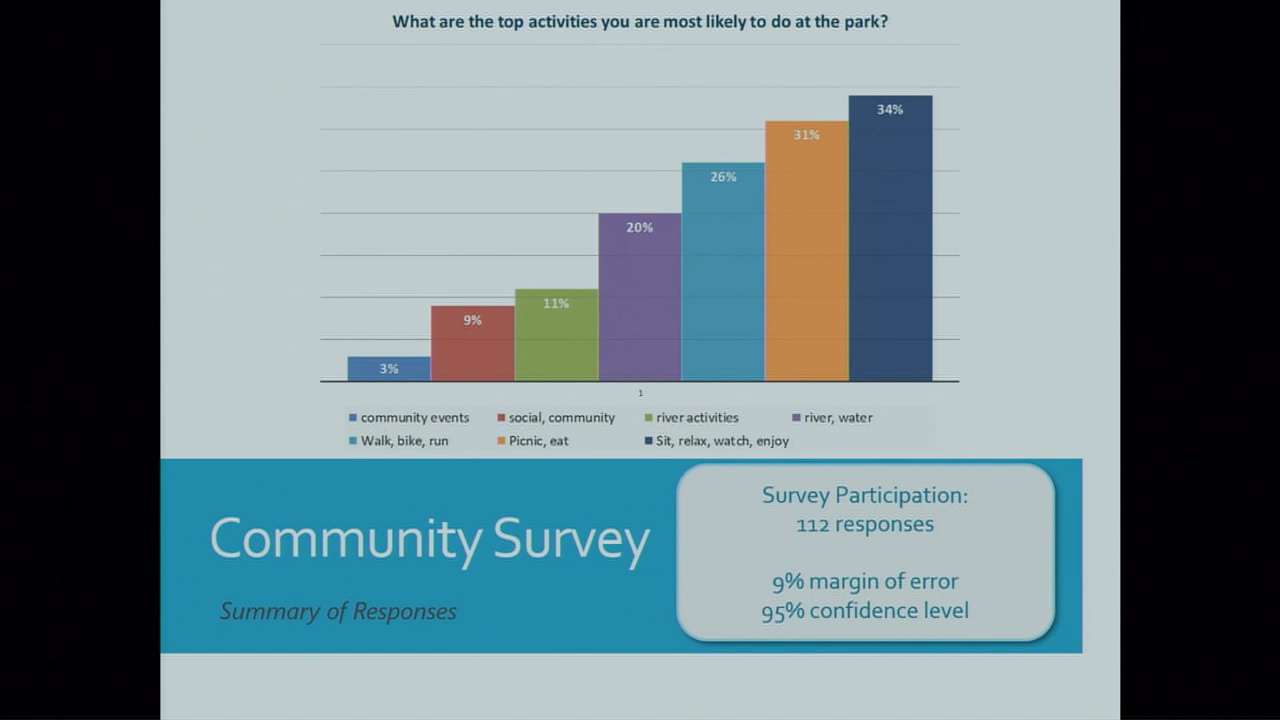 What are the top activities you are most likely to do at the park?
34%
31%
26%
20%
11%
9%
3%
1
community events social, community river activities river, water
Walk, bike, run Picnic, eat Sit, relax, watch, enjoy
Community Survey
Summary of Responses
Survey Participation:
112 responses
9% margin of error
95% confidence level